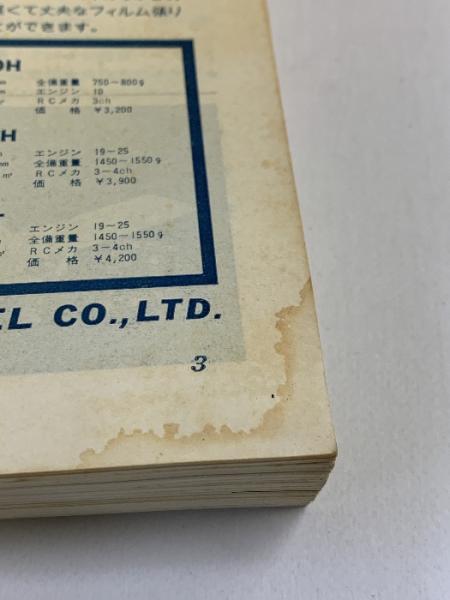 くて丈夫なフィルム張り
ができます。
OH
全備重量 750~800g
エンジン 10
RCメカ 3ch
価格 ¥3,200
H
エンジン 19~25
全備重量 1450~1550g
RCメカ 3~4ch
価格 ¥3,900
エンジン 19~25
全備重量 1450~1550g
RCメカ 3~4ch
価格 ¥4,200
EL CO.,LTD.
3